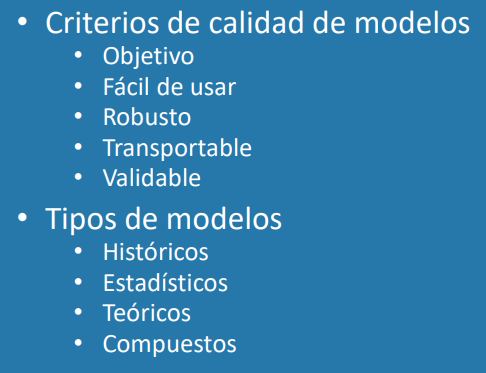 • Criterios de calidad de modelos
• Objetivo
• Fácil de usar
• Robusto
• Transportable
• Validable
• Tipos de modelos
• Históricos
• Estadísticos
• Teóricos
• Compuestos